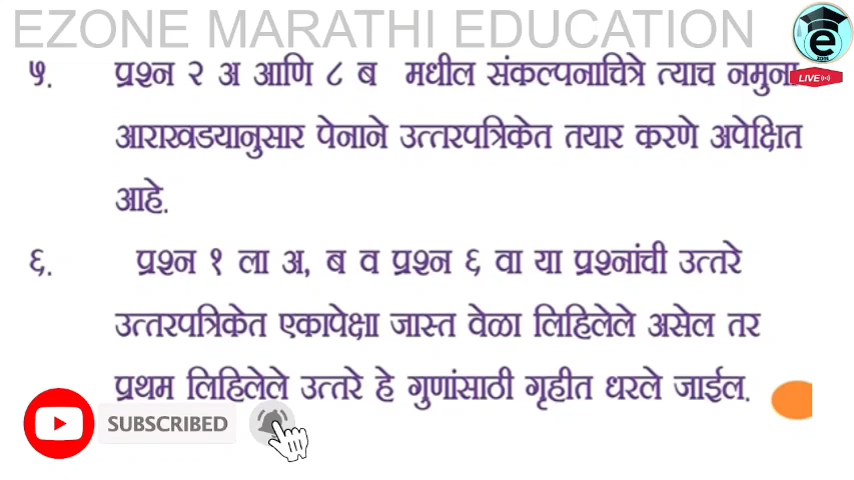 EZONE MARATHI EDUCATION
५. प्रश्न २ अ आणि ८ ब मधील संकल्पनाचित्रे त्याच नमुना
आराखडयानुसार पेनाने उत्तरपत्रिकेत तयार करणे अपेक्षित
आहे.
६. प्रश्न १ ला अ, ब व प्रश्न ६ वा या प्रश्नांची उत्तरे
उत्तरपत्रिकेत एकापेक्षा जास्त वेळा लिहिलेले असेल तर
प्रथम लिहिलेले उत्तरे हे गुणांसाठी गृहीत धरले जाईल.
SUBSCRIBED
e
EZONE
LIVE